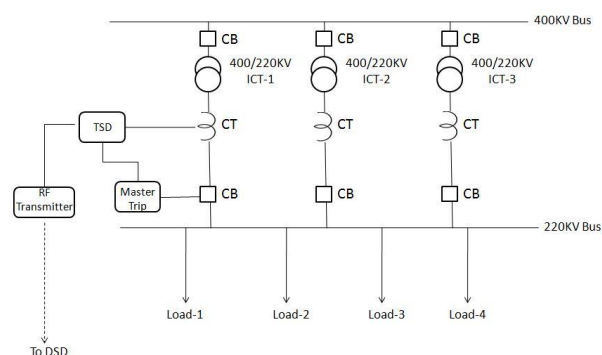 400KV Bus
CB
CB
CB
400/220KV
ICT-1
400/220KV
ICT-2
400/220KV
ICT-3
TSD
CT
CT
CT
RF
Transmitter
Master
Trip
CB
CB
CB
220KV Bus
Load-1
Load-2
Load-3
Load-4
To DSD